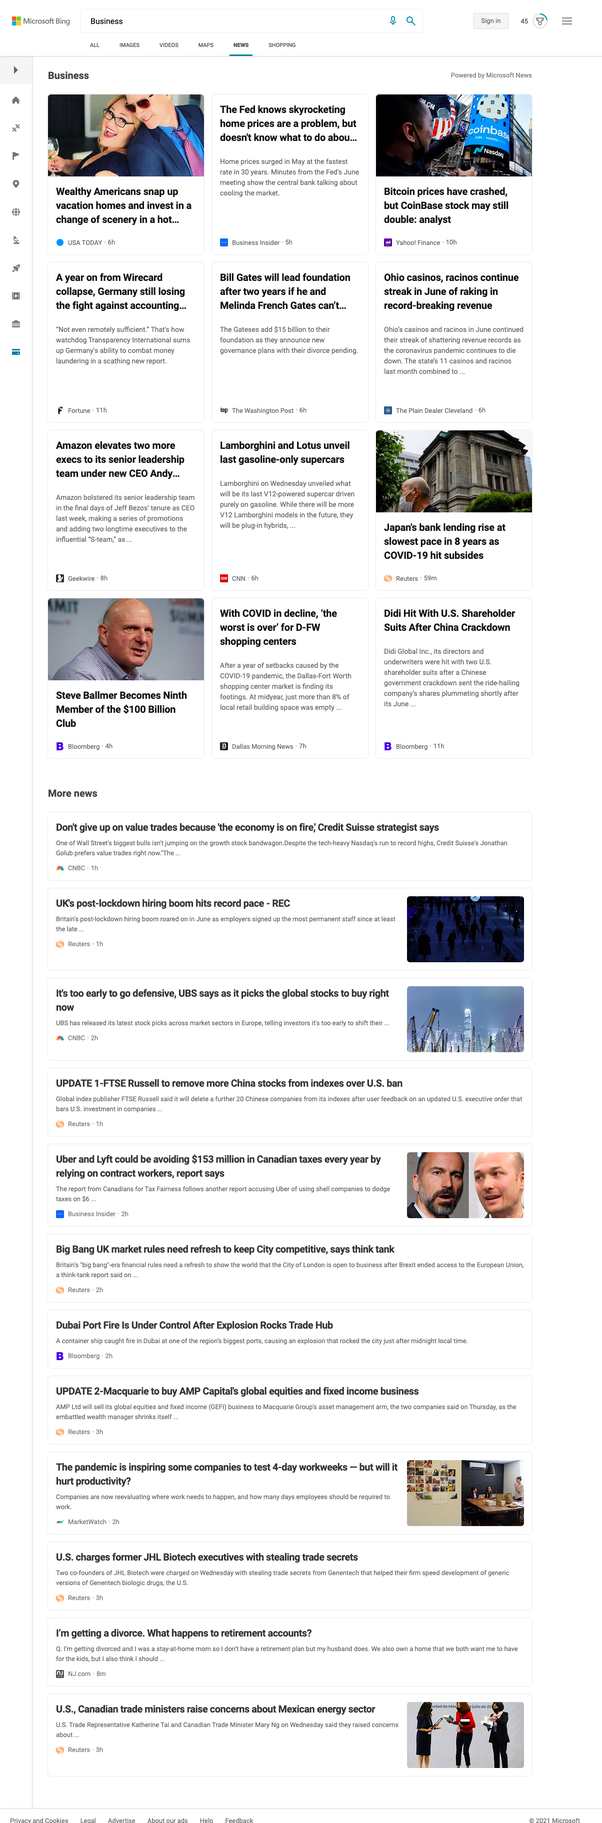 Microsoft Bing
Business
Sign in
45
ALL IMAGES VIDEOS MAPS NEWS SHOPPING
Business
Powered by Microsoft News
Wealthy Americans snap up
vacation homes and invest in a
change of scenery in a hot...
USA TODAY · 6h
The Fed knows skyrocketing
home prices are a problem, but
doesn't know what to do abou...
Home prices surged in May at the fastest
rate in 30 years. Minutes from the Fed's June
meeting show the central bank talking about
cooling the market.
Business Insider · 5h
coinbase
Nasdaq
Bitcoin prices have crashed,
but CoinBase stock may still
double: analyst
Yahoo! Finance · 10h
A year on from Wirecard
collapse, Germany still losing
the fight against accounting...
“Not even remotely sufficient.” That's how
watchdog Transparency International sums
up Germany's ability to combat money
laundering in a scathing new report.
Fortune · 11h
Bill Gates will lead foundation
after two years if he and
Melinda French Gates can't...
The Gateses add $15 billion to their
foundation as they announce new
governance plans with their divorce pending.
The Washington Post · 6h
Ohio casinos, racinos continue
streak in June of raking in
record-breaking revenue
Ohio's casinos and racinos in June continued
their streak of shattering revenue records as
the coronavirus pandemic continues to die
down. The state's 11 casinos and racinos
last month combined to ...
The Plain Dealer Cleveland · 6h
Amazon elevates two more
execs to its senior leadership
team under new CEO Andy...
Amazon bolstered its senior leadership team
in the final days of Jeff Bezos' tenure as CEO
last week, making a series of promotions
and adding two longtime executives to the
influential “S-team,” as ...
Geekwire · 8h
Lamborghini and Lotus unveil
last gasoline-only supercars
Lamborghini on Wednesday unveiled what
will be its last V12-powered supercar driven
purely on gasoline. While there will be more
V12 Lamborghini models in the future, they
will be plug-in hybrids, ...
CNN · 6h
Japan's bank lending rise at
slowest pace in 8 years as
COVID-19 hit subsides
Reuters · 59m
Steve Ballmer Becomes Ninth
Member of the $100 Billion
Club
Bloomberg · 4h
With COVID in decline, ‘the
worst is over’ for D-FW
shopping centers
After a year of setbacks caused by the
COVID-19 pandemic, the Dallas-Fort Worth
shopping center market is finding its
footings. At midyear, just more than 8% of
local retail building space was empty ...
Dallas Morning News · 7h
Didi Hit With U.S. Shareholder
Suits After China Crackdown
Didi Global Inc., its directors and
underwriters were hit with two U.S.
shareholder suits after a Chinese
government crackdown sent the ride-hailing
company's shares plummeting shortly after
its June ...
Bloomberg · 11h
More news
Don't give up on value trades because 'the economy is on fire,' Credit Suisse strategist says
One of Wall Street's biggest bulls isn't jumping on the growth stock bandwagon.Despite the tech-heavy Nasdaq's run to record highs, Credit Suisse's Jonathan
Golub prefers value trades right now."The ...
CNBC · 1h
UK's post-lockdown hiring boom hits record pace - REC
Britain's post-lockdown hiring boom roared on in June as employers signed up the most permanent staff since at least
the late ...
Reuters · 1h
It's too early to go defensive, UBS says as it picks the global stocks to buy right
now
UBS has released its latest stock picks across market sectors in Europe, telling investors it's too early to shift their ...
CNBC · 2h
UPDATE 1-FTSE Russell to remove more China stocks from indexes over U.S. ban
Global index publisher FTSE Russell said it will delete a further 20 Chinese companies from its indexes after user feedback on an updated U.S. executive order that
bars U.S. investment in companies ...
Reuters · 1h
Uber and Lyft could be avoiding $153 million in Canadian taxes every year by
relying on contract workers, report says
The report from Canadians for Tax Fairness follows another report accusing Uber of using shell companies to dodge
taxes on $6 ...
Business Insider · 2h
Big Bang UK market rules need refresh to keep City competitive, says think tank
Britain's "big bang"-era financial rules need a refresh to show the world that the City of London is open to business after Brexit ended access to the European Union,
a think-tank report said on ...
Reuters · 2h
Dubai Port Fire Is Under Control After Explosion Rocks Trade Hub
A container ship caught fire in Dubai at one of the region's biggest ports, causing an explosion that rocked the city just after midnight local time.
Bloomberg · 2h
UPDATE 2-Macquarie to buy AMP Capital's global equities and fixed income business
AMP Ltd will sell its global equities and fixed income (GEFI) business to Macquarie Group's asset management arm, the two companies said on Thursday, as the
embattled wealth manager shrinks itself ...
Reuters · 3h
The pandemic is inspiring some companies to test 4-day workweeks — but will it
hurt productivity?
Companies are now reevaluating where work needs to happen, and how many days employees should be required to
work.
MarketWatch · 2h
U.S. charges former JHL Biotech executives with stealing trade secrets
Two co-founders of JHL Biotech were charged on Wednesday with stealing trade secrets from Genentech that helped their firm speed development of generic
versions of Genentech biologic drugs, the U.S.
Reuters · 3h
I'm getting a divorce. What happens to retirement accounts?
Q. I'm getting divorced and I was a stay-at-home mom so I don't have a retirement plan but my husband does. We also own a home that we both want me to have
for the kids, but I also think I should ...
NJ.com · 8m
U.S., Canadian trade ministers raise concerns about Mexican energy sector
U.S. Trade Representative Katherine Tai and Canadian Trade Minister Mary Ng on Wednesday said they raised concerns
about ...
Reuters · 3h
Privacy and Cookies Legal Advertise About our ads Help Feedback
© 2021 Microsoft